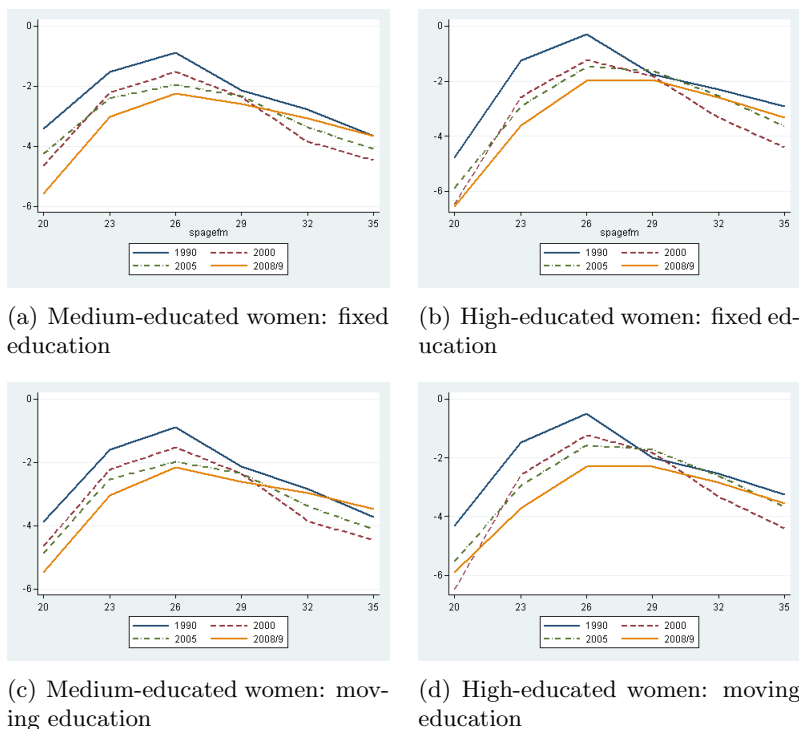 0
-2
-4
-6
20 23 26 29 32 35
spagefm
1990 2000
2005 2008/9
(a) Medium-educated women: fixed
education
0
-2
-4
-6
20 23 26 29 32 35
spagefm
1990 2000
2005 2008/9
(b) High-educated women: fixed ed-
ucation
0
-2
-4
-6
20 23 26 29 32 35
1990 2000
2005 2008/9
(c) Medium-educated women: mov-
ing education
0
-2
-4
-6
20 23 26 29 32 35
1990 2000
2005 2008/9
(d) High-educated women: moving
education